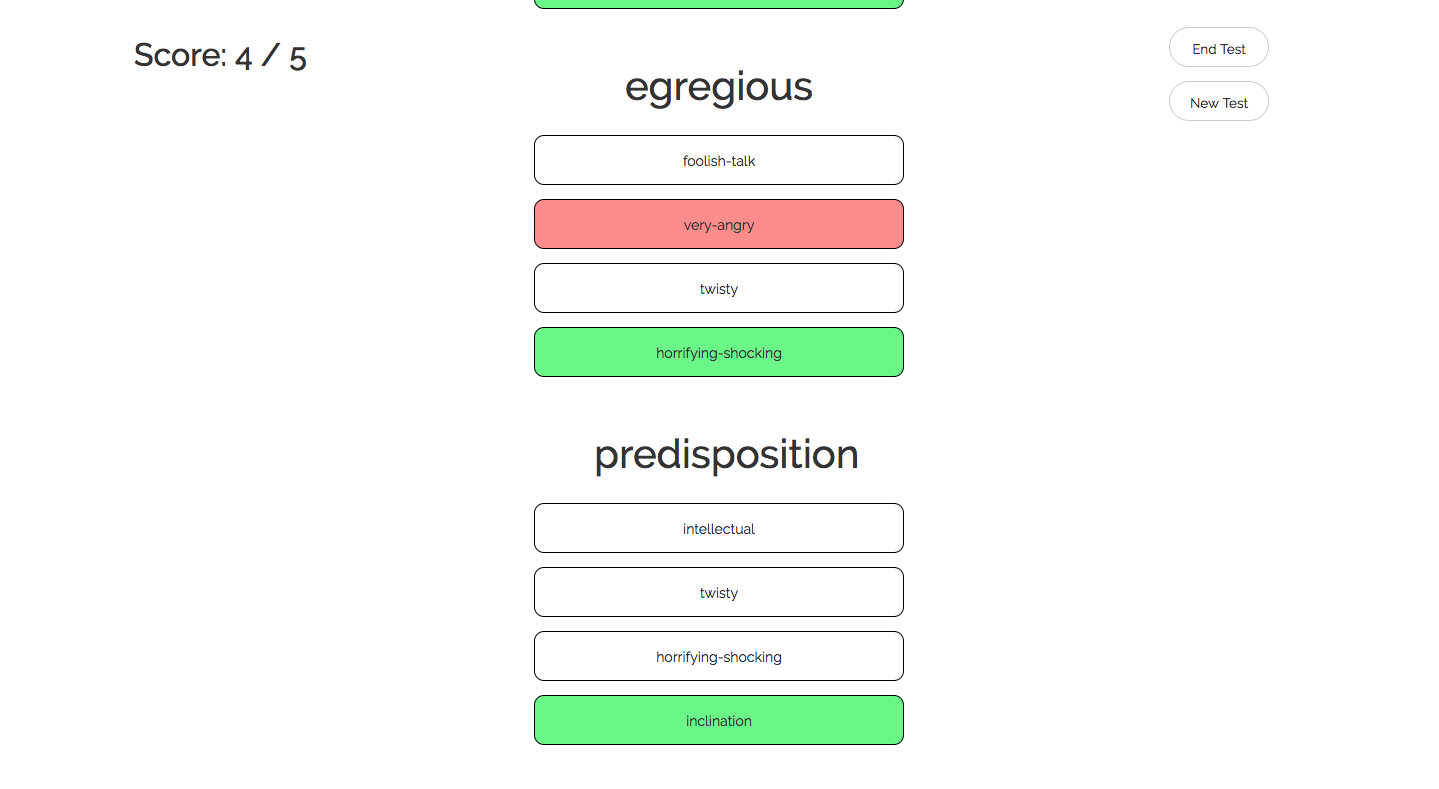 Score: 4 / 5
End Test
New Test
egregious
foolish-talk
very-angry
twisty
horrifying-shocking
predisposition
intellectual
twisty
horrifying-shocking
inclination